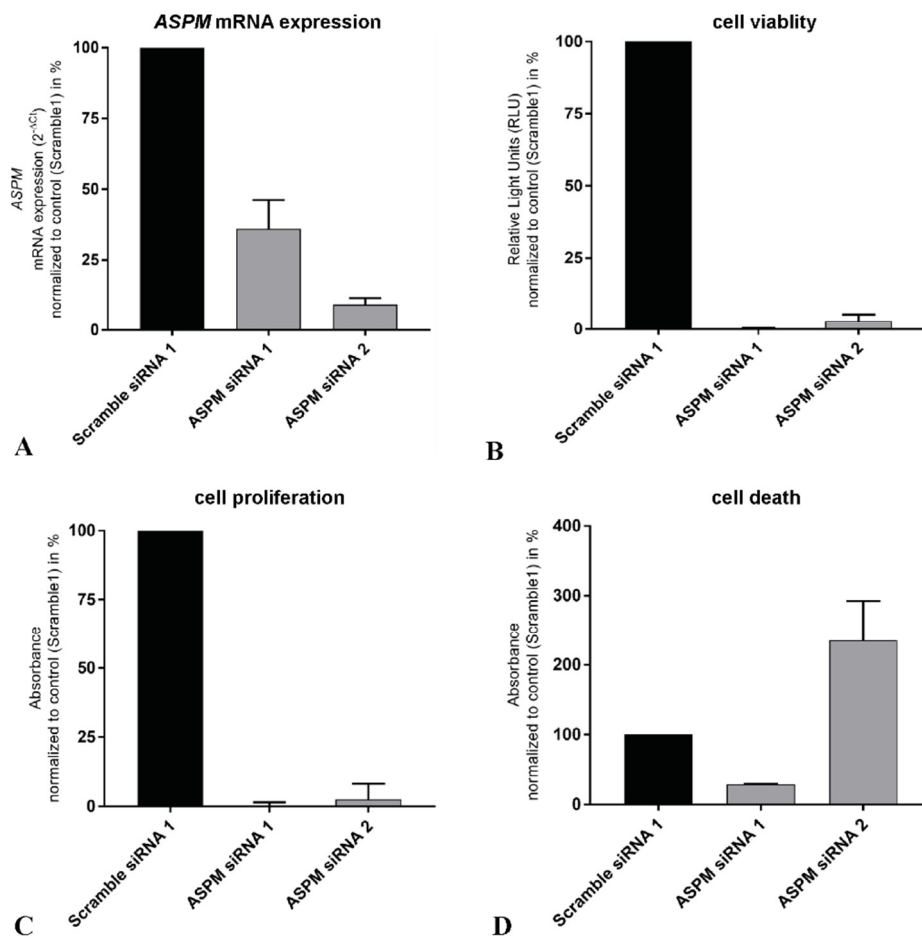 ASPM mRNA expression
ASPM
mRNA expression (2^-ΔCt)
normalized to control (Scramble1) in %
100
75
50
25
0
Scramble siRNA 1
ASPM siRNA 1
ASPM siRNA 2
A
cell viablity
Relative Light Units (RLU)
normalized to control (Scramble1) in %
100
75
50
25
0
Scramble siRNA 1
ASPM siRNA 1
ASPM siRNA 2
B
cell proliferation
Absorbance
normalized to control (Scramble1) in %
100
75
50
25
0
Scramble siRNA 1
ASPM siRNA 1
ASPM siRNA 2
C
cell death
Absorbance
normalized to control (Scramble1) in %
400
300
200
100
0
Scramble siRNA 1
ASPM siRNA 1
ASPM siRNA 2
D